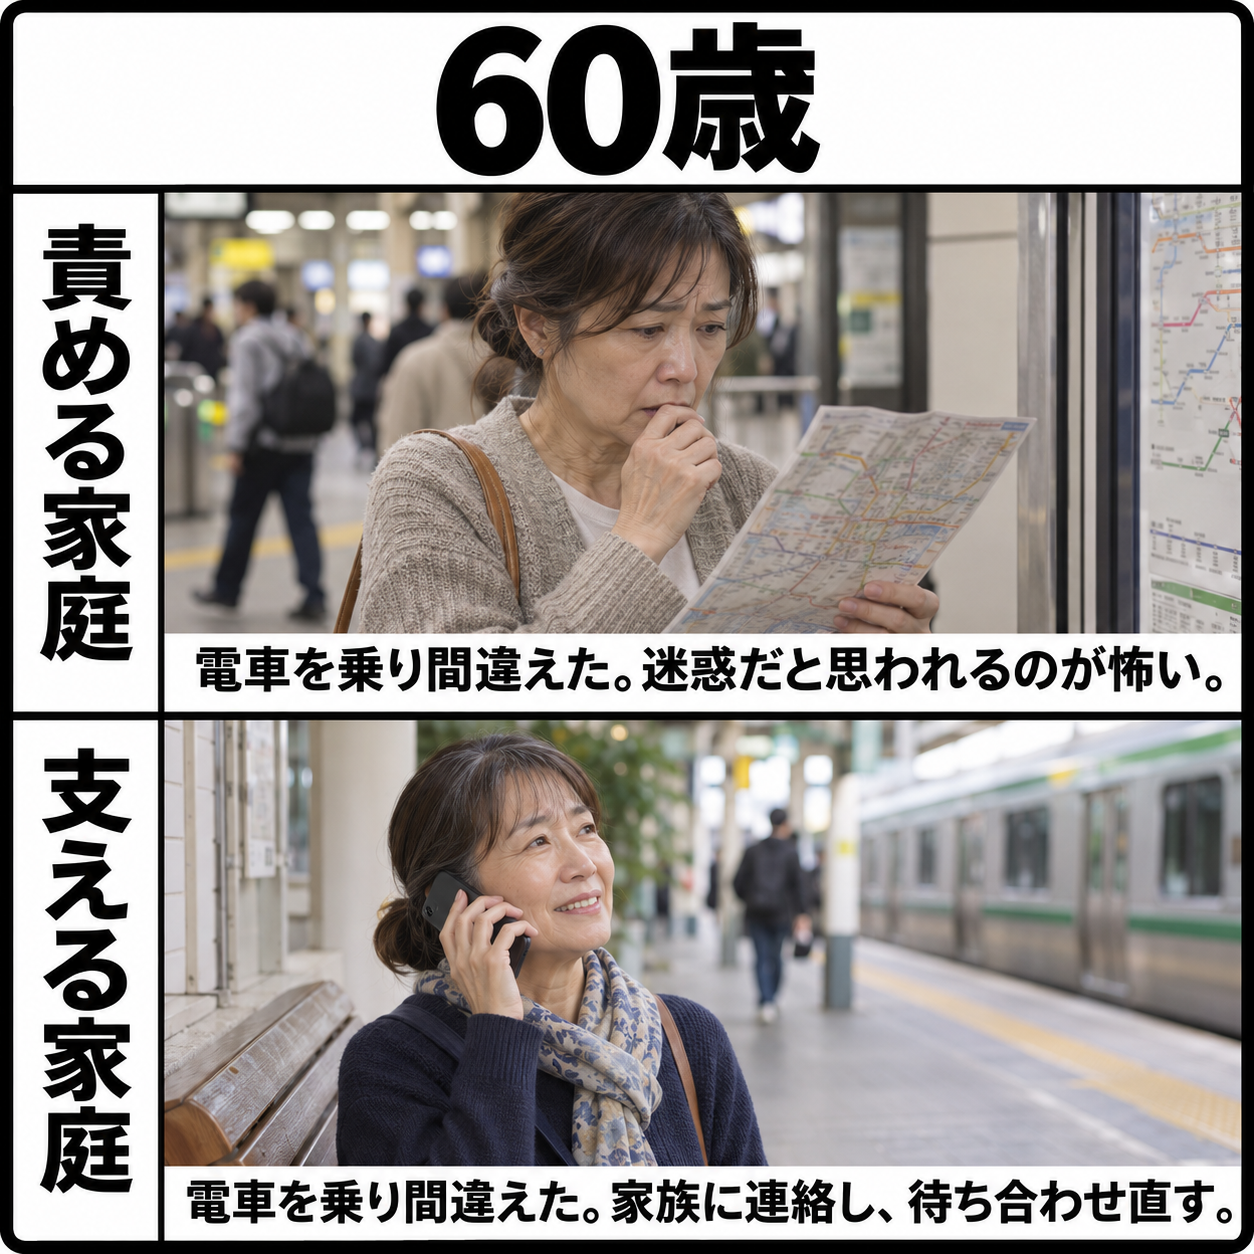 60歳
責める家庭
電車を乗り間違えた。迷惑だと思われるのが怖い。
支える家庭
電車を乗り間違えた。家族に連絡し、待ち合わせ直す。